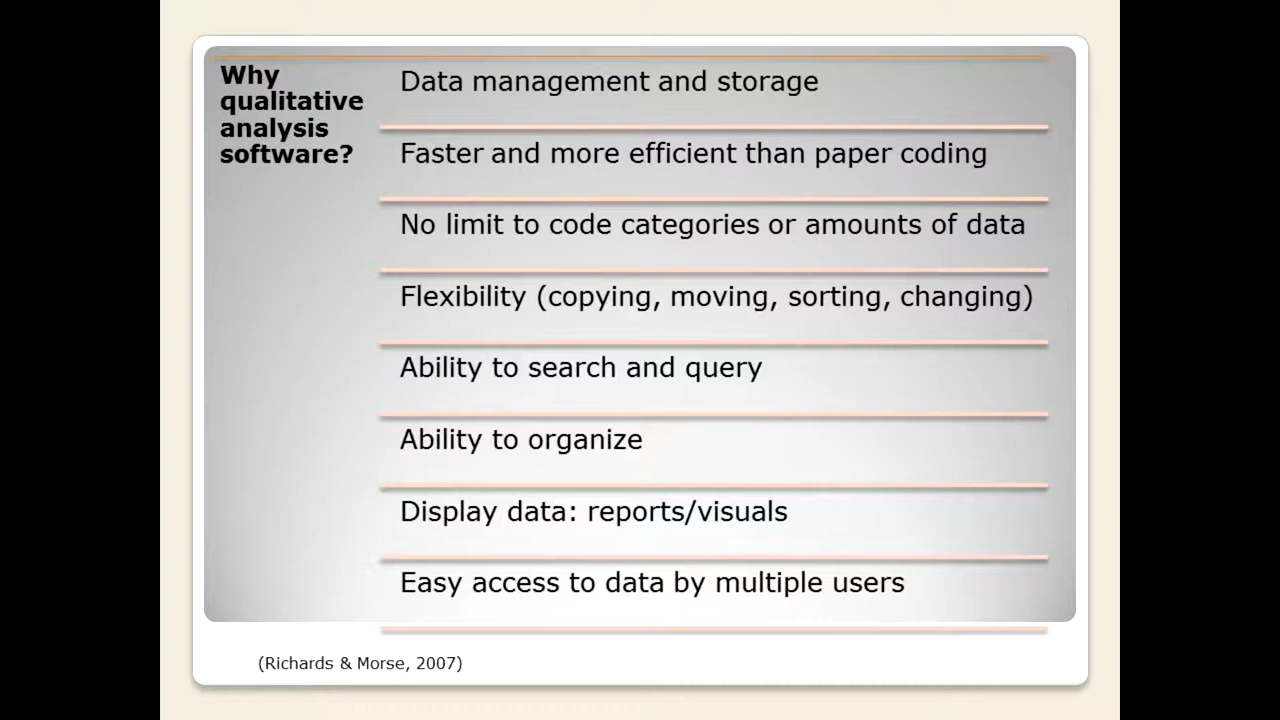 Why
qualitative
analysis
software?
Data management and storage
Faster and more efficient than paper coding
No limit to code categories or amounts of data
Flexibility (copying, moving, sorting, changing)
Ability to search and query
Ability to organize
Display data: reports/visuals
Easy access to data by multiple users
(Richards & Morse, 2007)